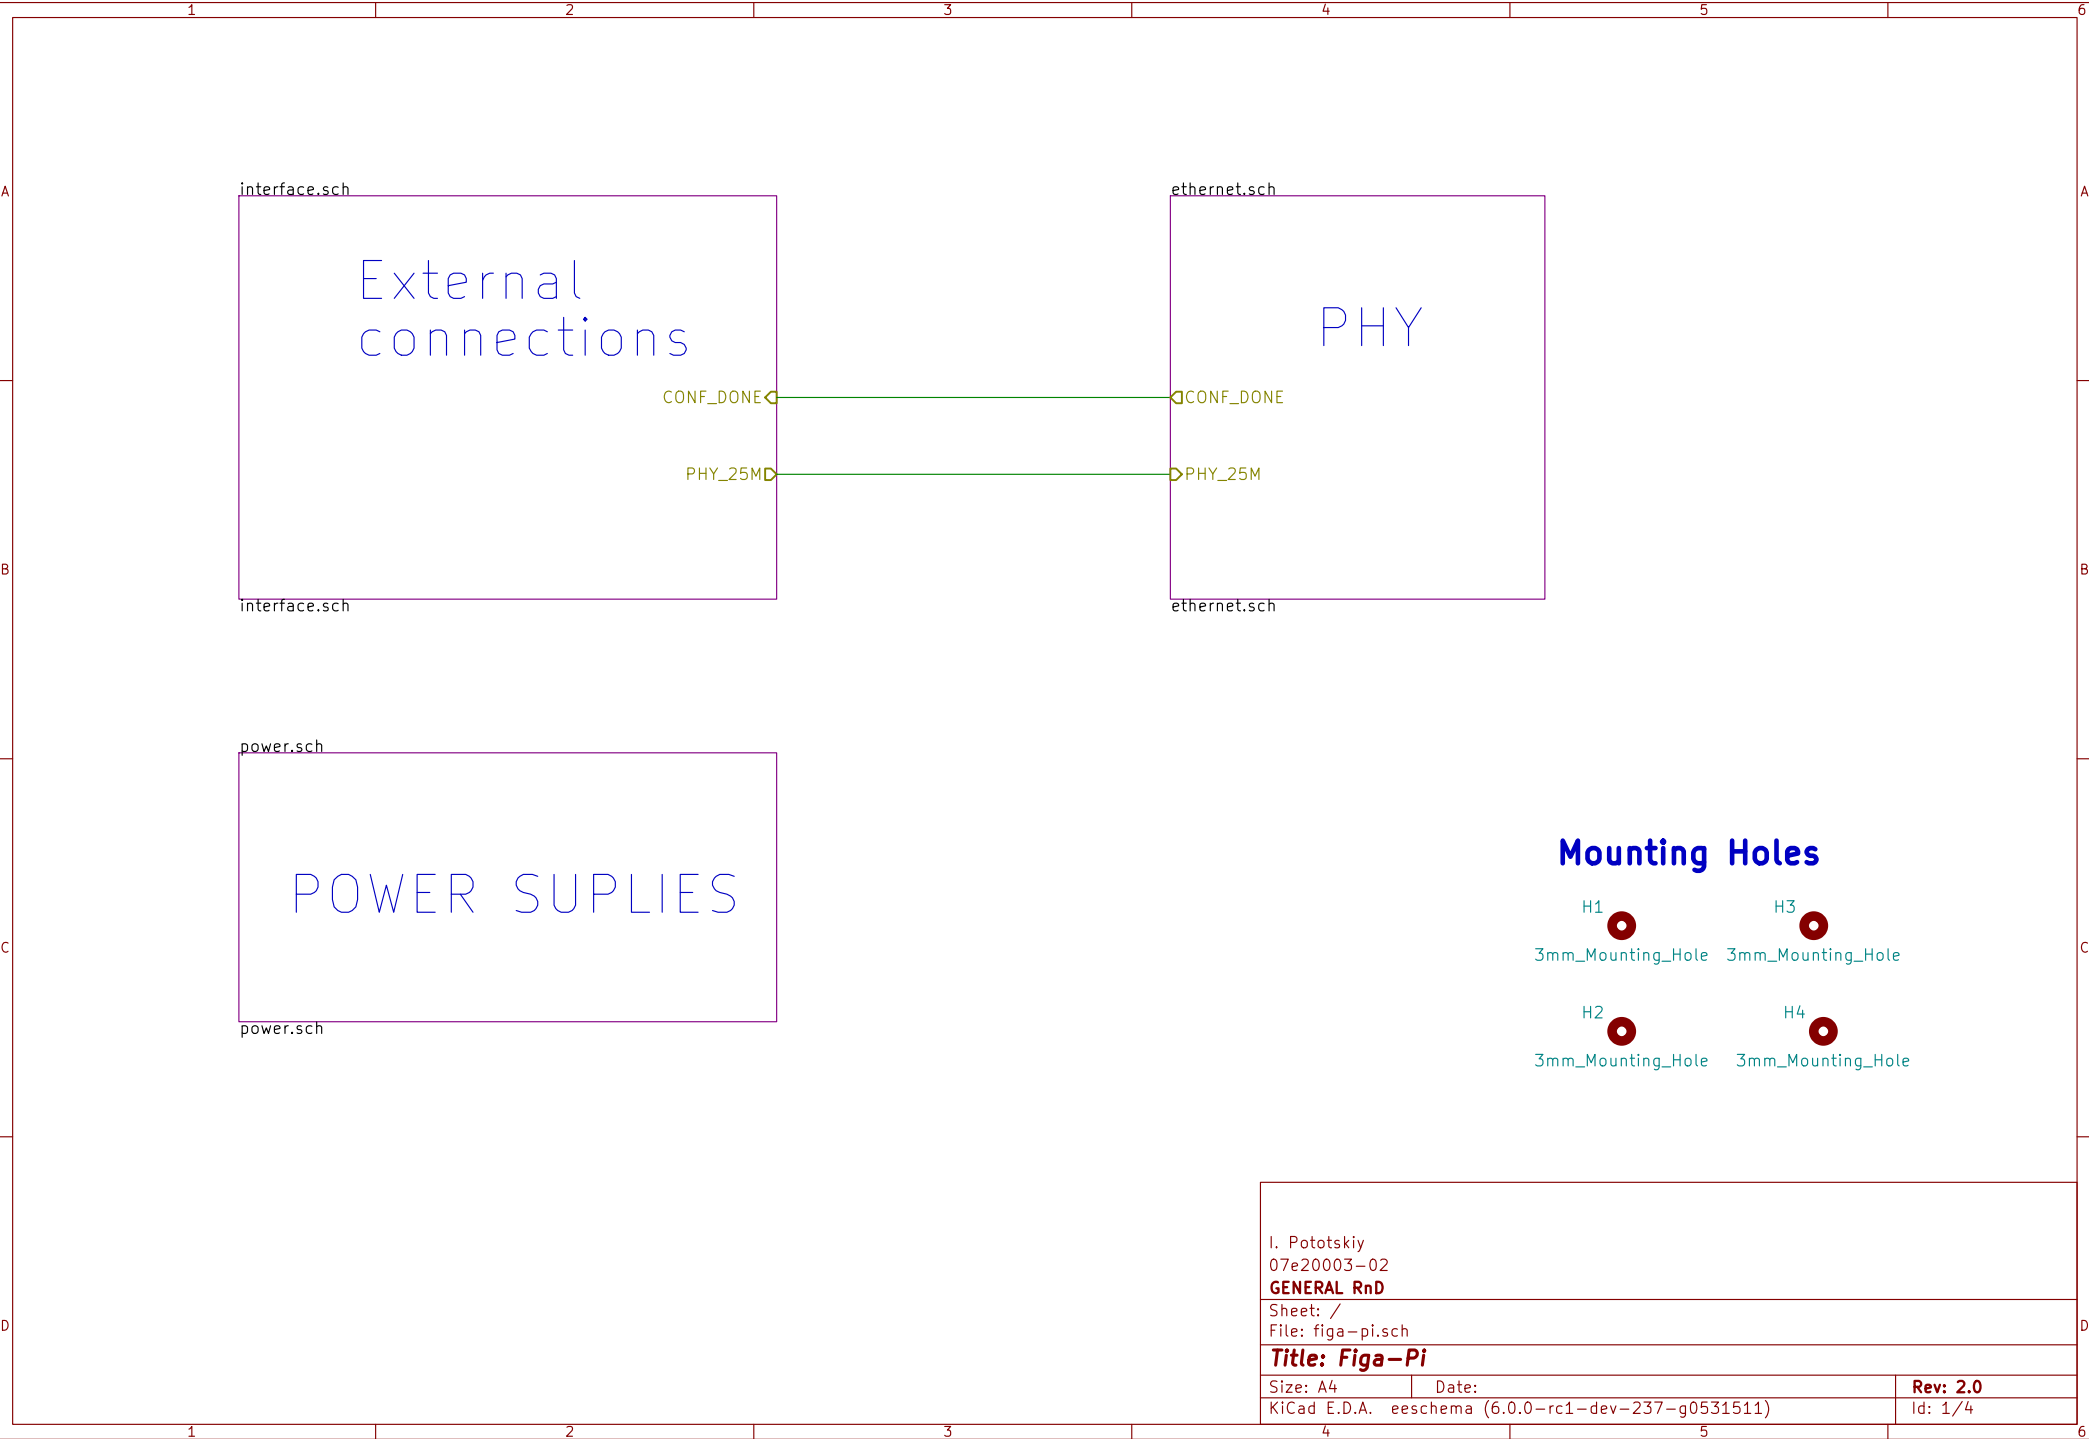 1 2 3 4 5 6
A A
interface.sch
External
connections
CONF_DONE
PHY_25M
interface.sch
ethernet.sch
PHY
CONF_DONE
PHY_25M
ethernet.sch
B B
power.sch
POWER SUPLIES
power.sch
Mounting Holes
H1
3mm_Mounting_Hole
H3
3mm_Mounting_Hole
H2
3mm_Mounting_Hole
H4
3mm_Mounting_Hole
C C
I. Pototskiy
07e20003-02
GENERAL RnD
Sheet: /
File: figa-pi.sch
Title: Figa-Pi
Size: A4 Date: Rev: 2.0
KiCad E.D.A. eeschema (6.0.0-rc1-dev-237-g0531511) Id: 1/4
D D
1 2 3 4 5 6